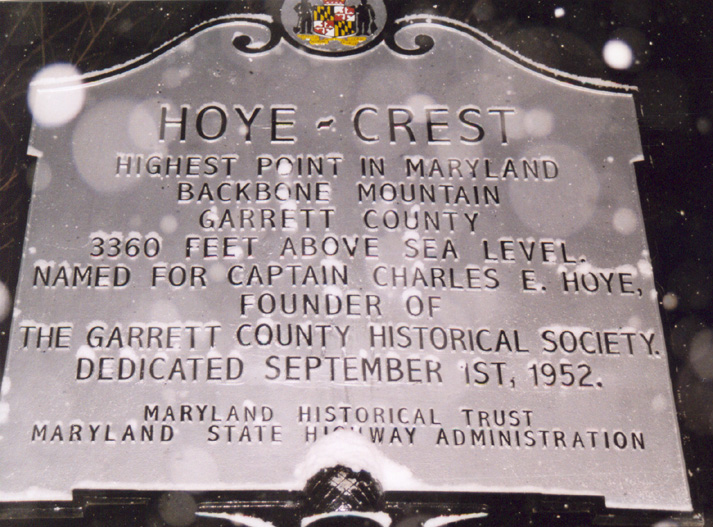 HOYE ~ CREST
HIGHEST POINT IN MARYLAND
BACKBONE MOUNTAIN
GARRETT COUNTY
3360 FEET ABOVE SEA LEVEL.
NAMED FOR CAPTAIN CHARLES E. HOYE,
FOUNDER OF
THE GARRETT COUNTY HISTORICAL SOCIETY.
DEDICATED SEPTEMBER 1ST, 1952.
MARYLAND HISTORICAL TRUST
MARYLAND STATE HIGHWAY ADMINISTRATION